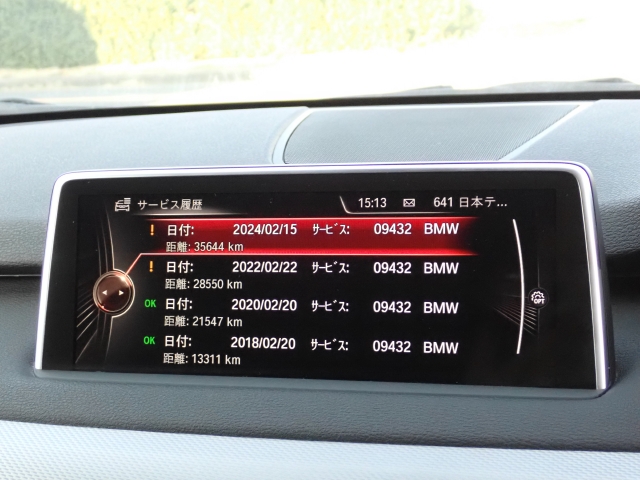 サービス履歴 15:13 641 日本テ...
! 日付: 2024/02/15 ｻｰﾋﾞｽ: 09432 BMW
距離: 35644 km
! 日付: 2022/02/22 ｻｰﾋﾞｽ: 09432 BMW
距離: 28550 km
OK 日付: 2020/02/20 ｻｰﾋﾞｽ: 09432 BMW
距離: 21547 km
OK 日付: 2018/02/20 ｻｰﾋﾞｽ: 09432 BMW
距離: 13311 km
OPT